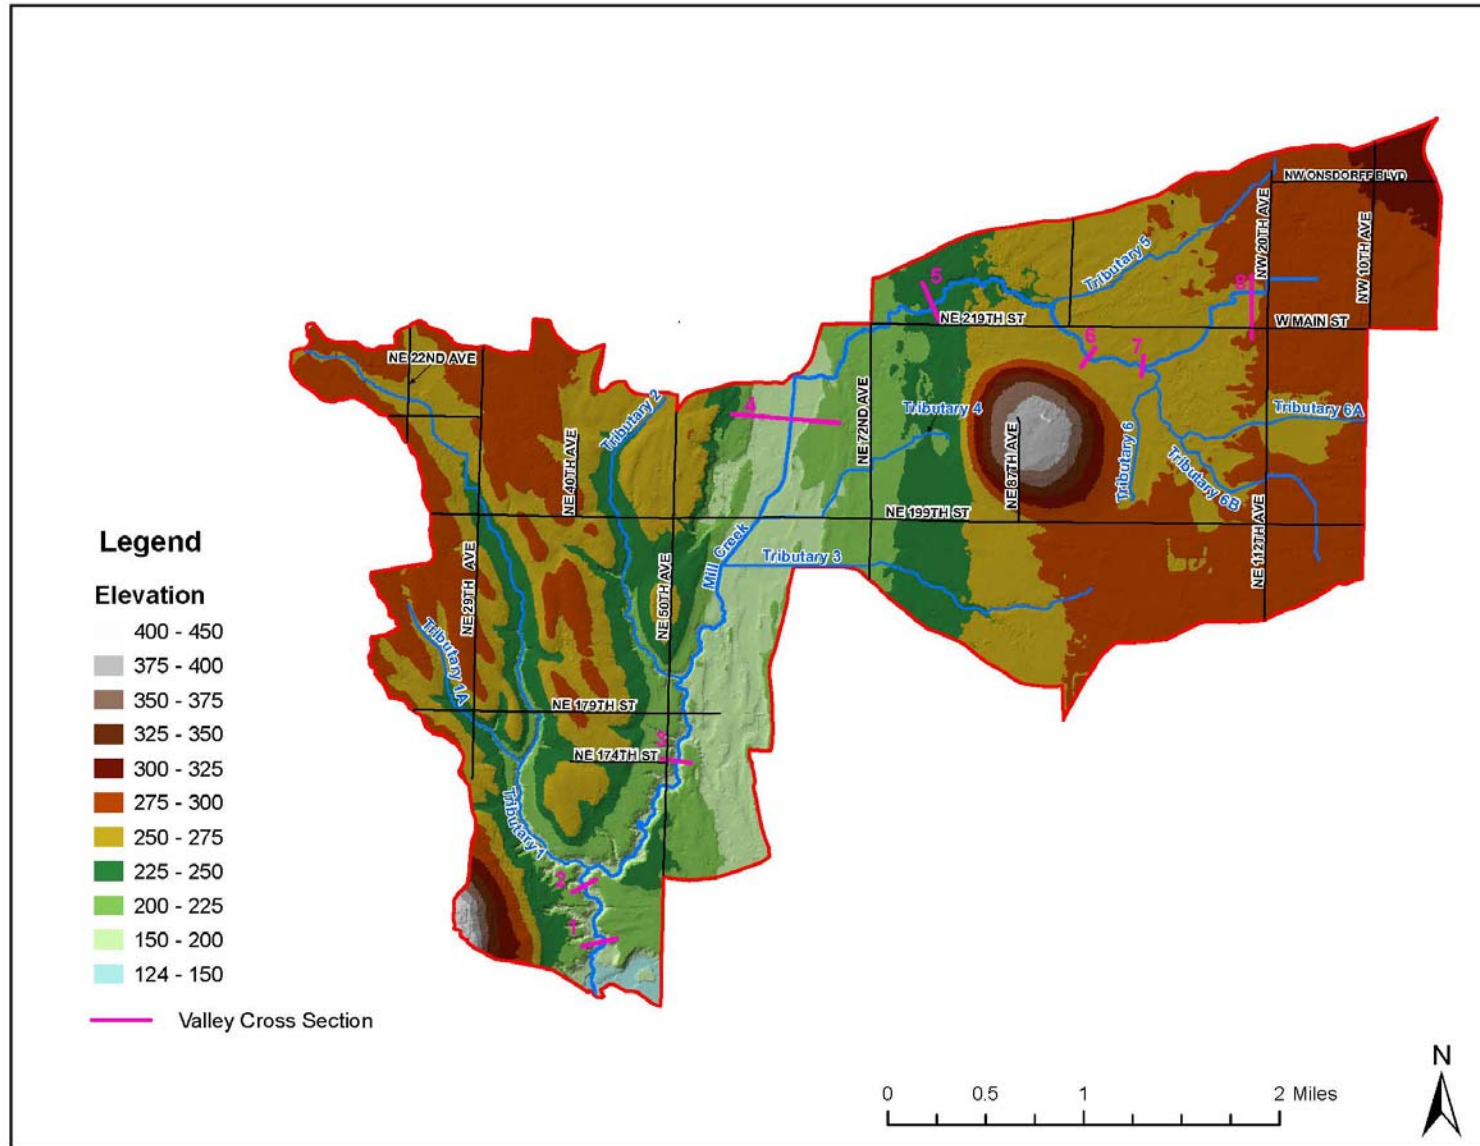 NW ONSDORFF BLVD
NW 20TH AVE
NW 10TH AVE
Tributary 5
5
8
NE 219TH ST
W MAIN ST
6
7
NE 22ND AVE
Tributary 2
4
NE 72ND AVE
Tributary 4
Tributary 6A
NE 40TH AVE
NE 87TH AVE
Tributary 6
Tributary 6B
NE 199TH ST
Legend
Mill Creek
Tributary 3
NE 112TH AVE
Elevation
NE 29TH AVE
NE 50TH AVE
400 - 450
375 - 400
Tributary 1A
350 - 375
NE 179TH ST
325 - 350
3
NE 174TH ST
300 - 325
275 - 300
Tributary 1
250 - 275
225 - 250
2
200 - 225
1
150 - 200
124 - 150
Valley Cross Section
N
0 0.5 1 2 Miles